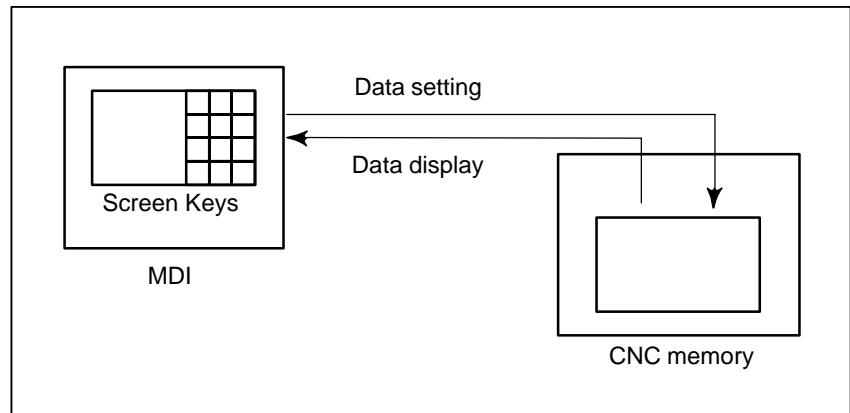 Data setting
Data display
Screen Keys
MDI
CNC memory